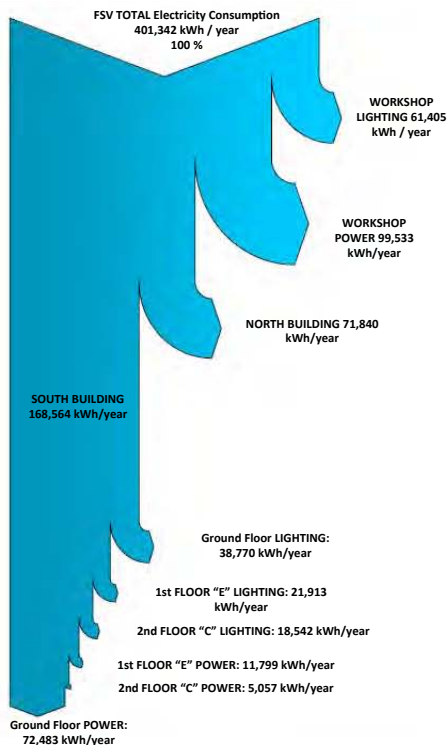 FSV TOTAL Electricity Consumption
401,342 kWh / year
100 %
WORKSHOP
LIGHTING 61,405
kWh / year
WORKSHOP
POWER 99,533
kWh/year
NORTH BUILDING 71,840
kWh/year
SOUTH BUILDING
168,564 kWh/year
Ground Floor LIGHTING:
38,770 kWh/year
1st FLOOR “E” LIGHTING: 21,913
kWh/year
2nd FLOOR “C” LIGHTING: 18,542 kWh/year
1st FLOOR “E” POWER: 11,799 kWh/year
2nd FLOOR “C” POWER: 5,057 kWh/year
Ground Floor POWER:
72,483 kWh/year